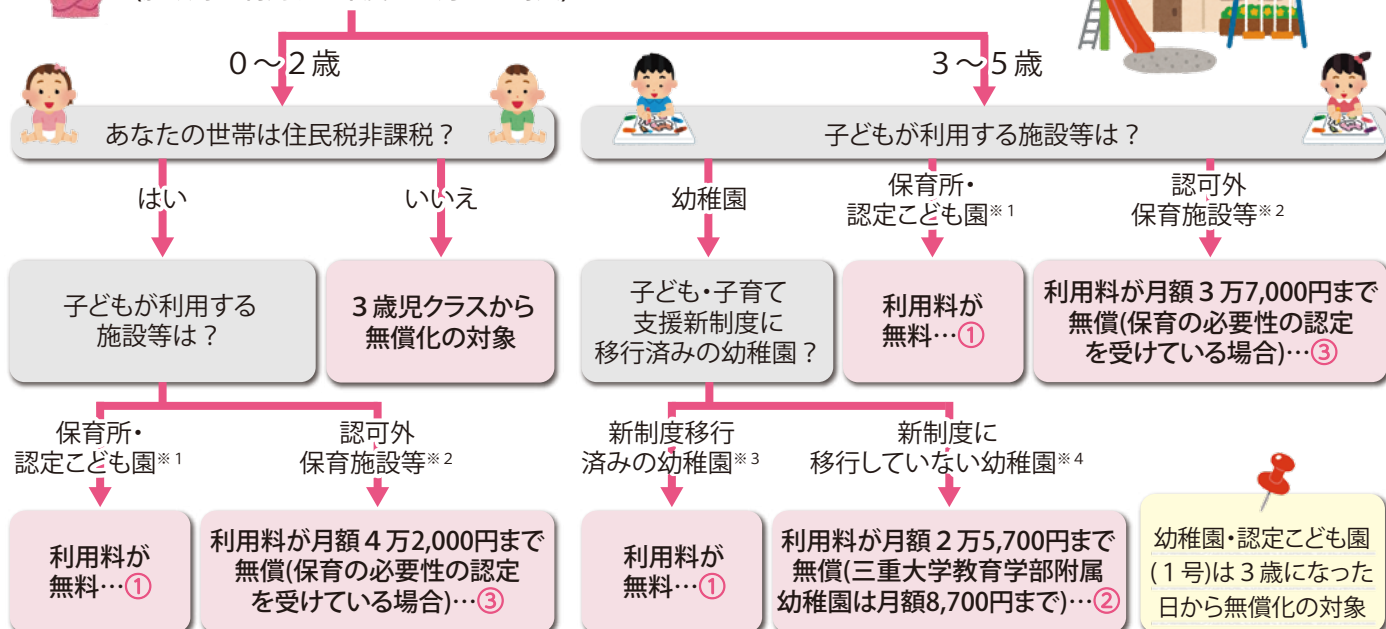 0～2歳
3～5歳
あなたの世帯は住民税非課税？
子どもが利用する施設等は？
はい
いいえ
幼稚園
保育所・
認定こども園※1
認可外
保育施設等※2
子どもが利用する
施設等は？
3歳児クラスから
無償化の対象
子ども・子育て
支援新制度に
移行済みの幼稚園？
利用料が
無料…①
利用料が月額3万7,000円まで
無償(保育の必要性の認定
を受けている場合)…③
保育所・
認定こども園※1
認可外
保育施設等※2
新制度移行
済みの幼稚園※3
新制度に
移行していない幼稚園※4
利用料が
無料…①
利用料が月額4万2,000円まで
無償(保育の必要性の認定
を受けている場合)…③
利用料が
無料…①
利用料が月額2万5,700円まで
無償(三重大学教育学部附属
幼稚園は月額8,700円まで)…②
幼稚園・認定こども園
(1号)は3歳になった
日から無償化の対象